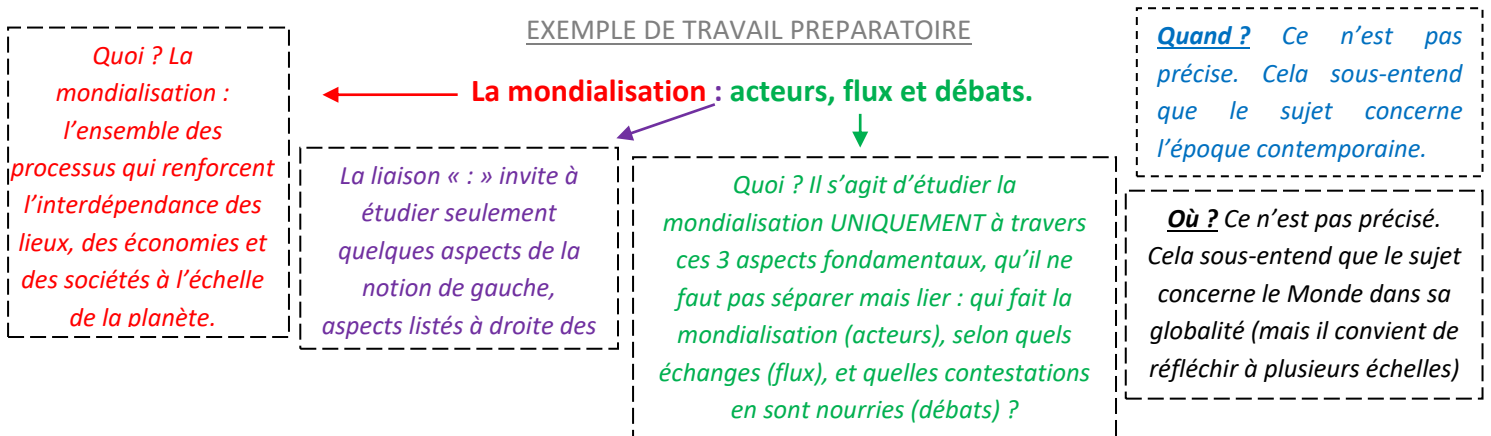 EXEMPLE DE TRAVAIL PREPARATOIRE
La mondialisation : acteurs, flux et débats.
Quoi ? La
mondialisation :
l'ensemble des
processus qui renforcent
l'interdépendance des
lieux, des économies et
des sociétés à l'échelle
de la planète.
La liaison « : » invite à
étudier seulement
quelques aspects de la
notion de gauche,
aspects listés à droite des
Quoi ? Il s'agit d'étudier la
mondialisation UNIQUEMENT à travers
ces 3 aspects fondamentaux, qu'il ne
faut pas séparer mais lier : qui fait la
mondialisation (acteurs), selon quels
échanges (flux), et quelles contestations
en sont nourries (débats) ?
Quand ? Ce n'est pas
précise. Cela sous-entend
que le sujet concerne
l'époque contemporaine.
Où ? Ce n'est pas précisé.
Cela sous-entend que le sujet
concerne le Monde dans sa
globalité (mais il convient de
réfléchir à plusieurs échelles)